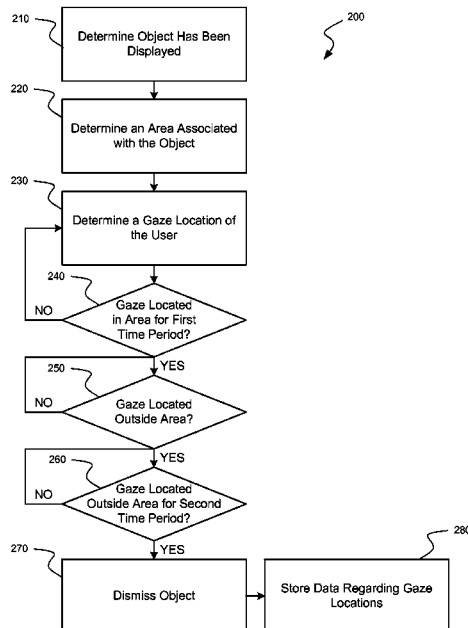 210
200
Determine Object Has Been
Displayed
220
Determine an Area Associated
with the Object
230
Determine a Gaze Location of
the User
240
NO
Gaze Located
in Area for First
Time Period?
YES
250
NO
Gaze Located
Outside Area?
YES
260
NO
Gaze Located
Outside Area for Second
Time Period?
YES
270
280
Dismiss Object
Store Data Regarding Gaze
Locations